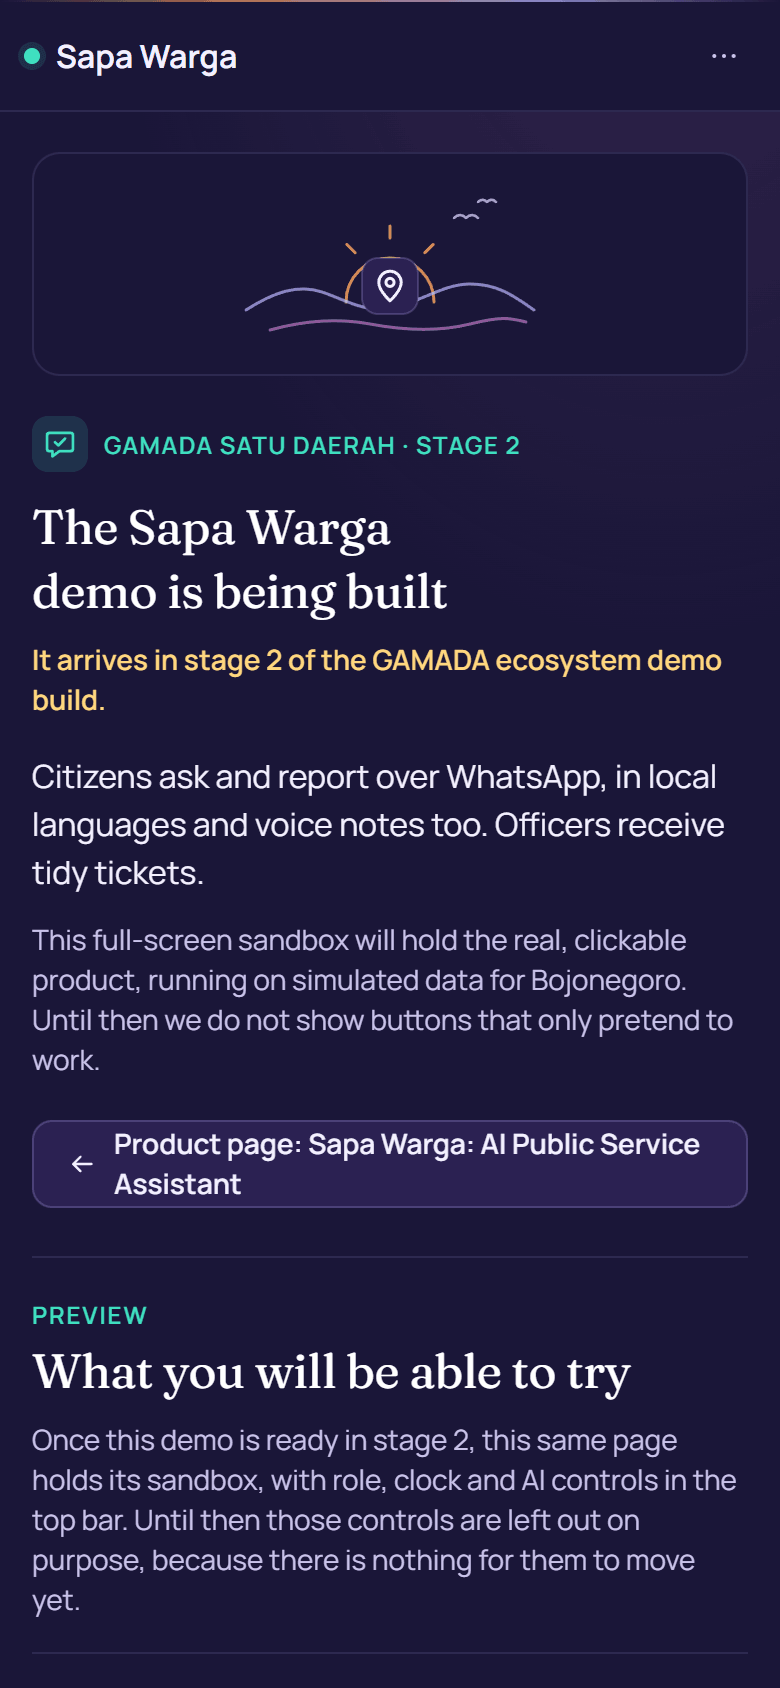 Sapa Warga
GAMADA SATU DAERAH · STAGE 2
The Sapa Warga
demo is being built
It arrives in stage 2 of the GAMADA ecosystem demo
build.
Citizens ask and report over WhatsApp, in local
languages and voice notes too. Officers receive
tidy tickets.
This full-screen sandbox will hold the real, clickable
product, running on simulated data for Bojonegoro.
Until then we do not show buttons that only pretend to
work.
Product page: Sapa Warga: AI Public Service
Assistant
PREVIEW
What you will be able to try
Once this demo is ready in stage 2, this same page
holds its sandbox, with role, clock and AI controls in the
top bar. Until then those controls are left out on
purpose, because there is nothing for them to move
yet.